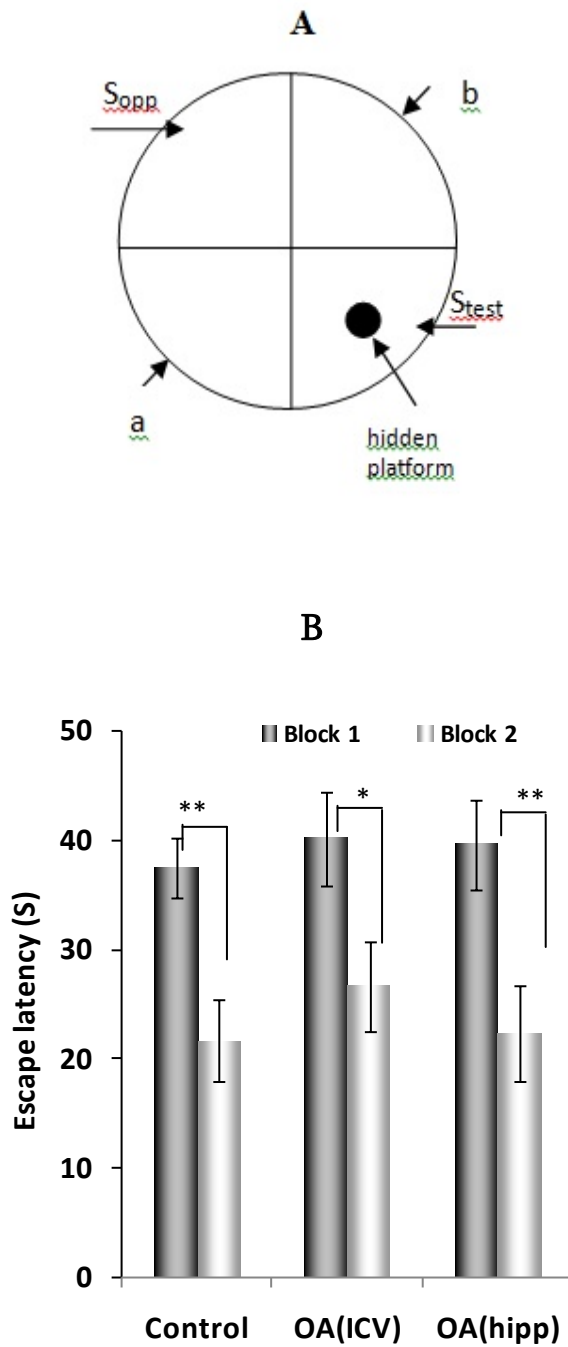 A
Sopp
b
Stest
a
hidden
platform
B
50
Block 1
Block 2
**
*
**
40
30
20
10
0
Escape latency (S)
Control
OA(ICV)
OA(hipp)